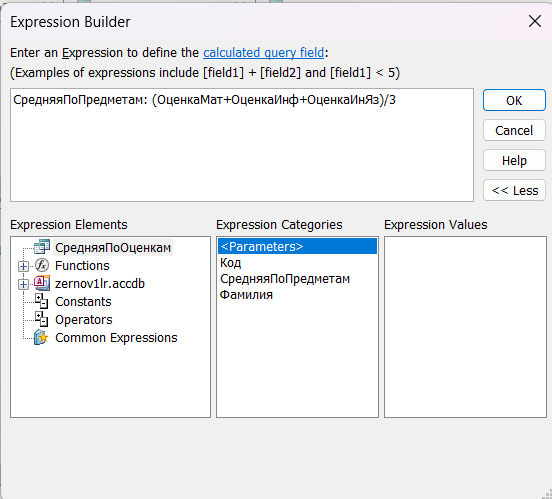 Expression Builder
Enter an Expression to define the calculated query field:
(Examples of expressions include [field1] + [field2] and [field1] < 5)
СредняяПоПредметам: (ОценкаМат+ОценкаИнф+ОценкаИнЯз)/3
OK
Cancel
Help
<< Less
Expression Elements
Expression Categories
Expression Values
СредняяПоОценкам
Functions
zernov1lr.accdb
Constants
Operators
Common Expressions
<Parameters>
Код
СредняяПоПредметам
Фамилия